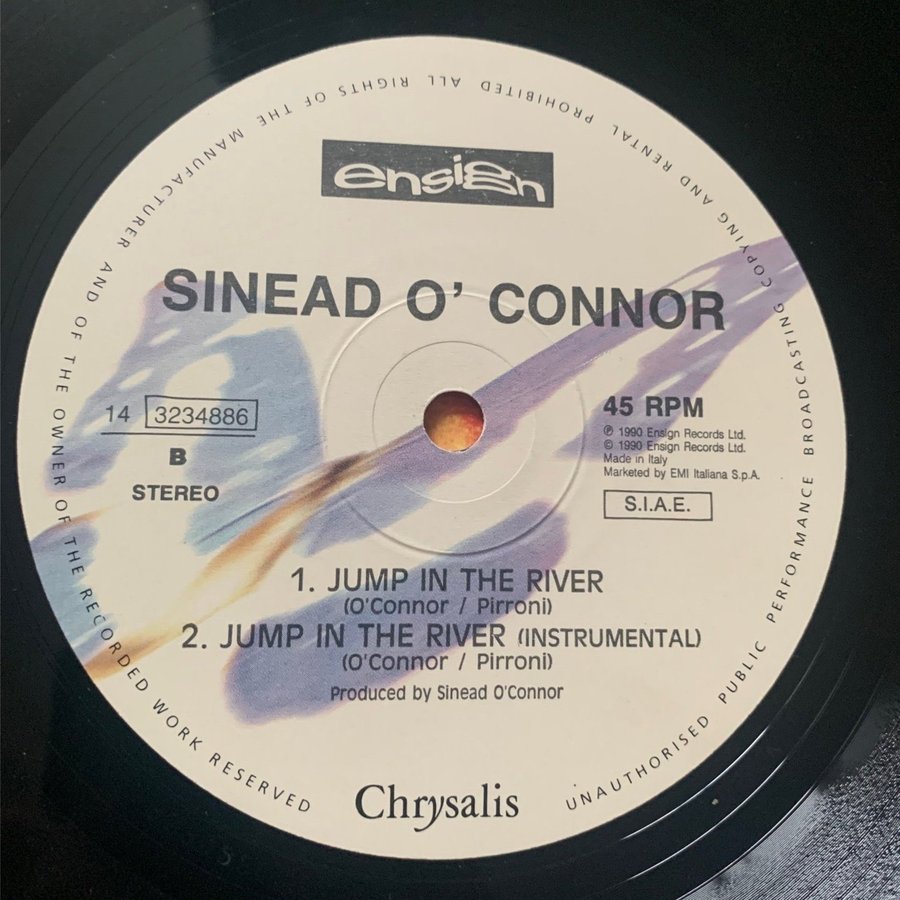 ensign
SINEAD O' CONNOR
14 3234886
B
STEREO
45 RPM
℗ 1990 Ensign Records Ltd.
© 1990 Ensign Records Ltd.
Made in Italy
Marketed by EMI Italiana S.p.A.
S.I.A.E.
1. JUMP IN THE RIVER
(O'Connor / Pirroni)
2. JUMP IN THE RIVER (INSTRUMENTAL)
(O'Connor / Pirroni)
Produced by Sinead O'Connor
Chrysalis
ALL RIGHTS OF THE MANUFACTURER AND OF THE OWNER OF THE RECORDED WORK RESERVED
UNAUTHORISED PUBLIC PERFORMANCE BROADCASTING COPYING AND RENTAL PROHIBITED